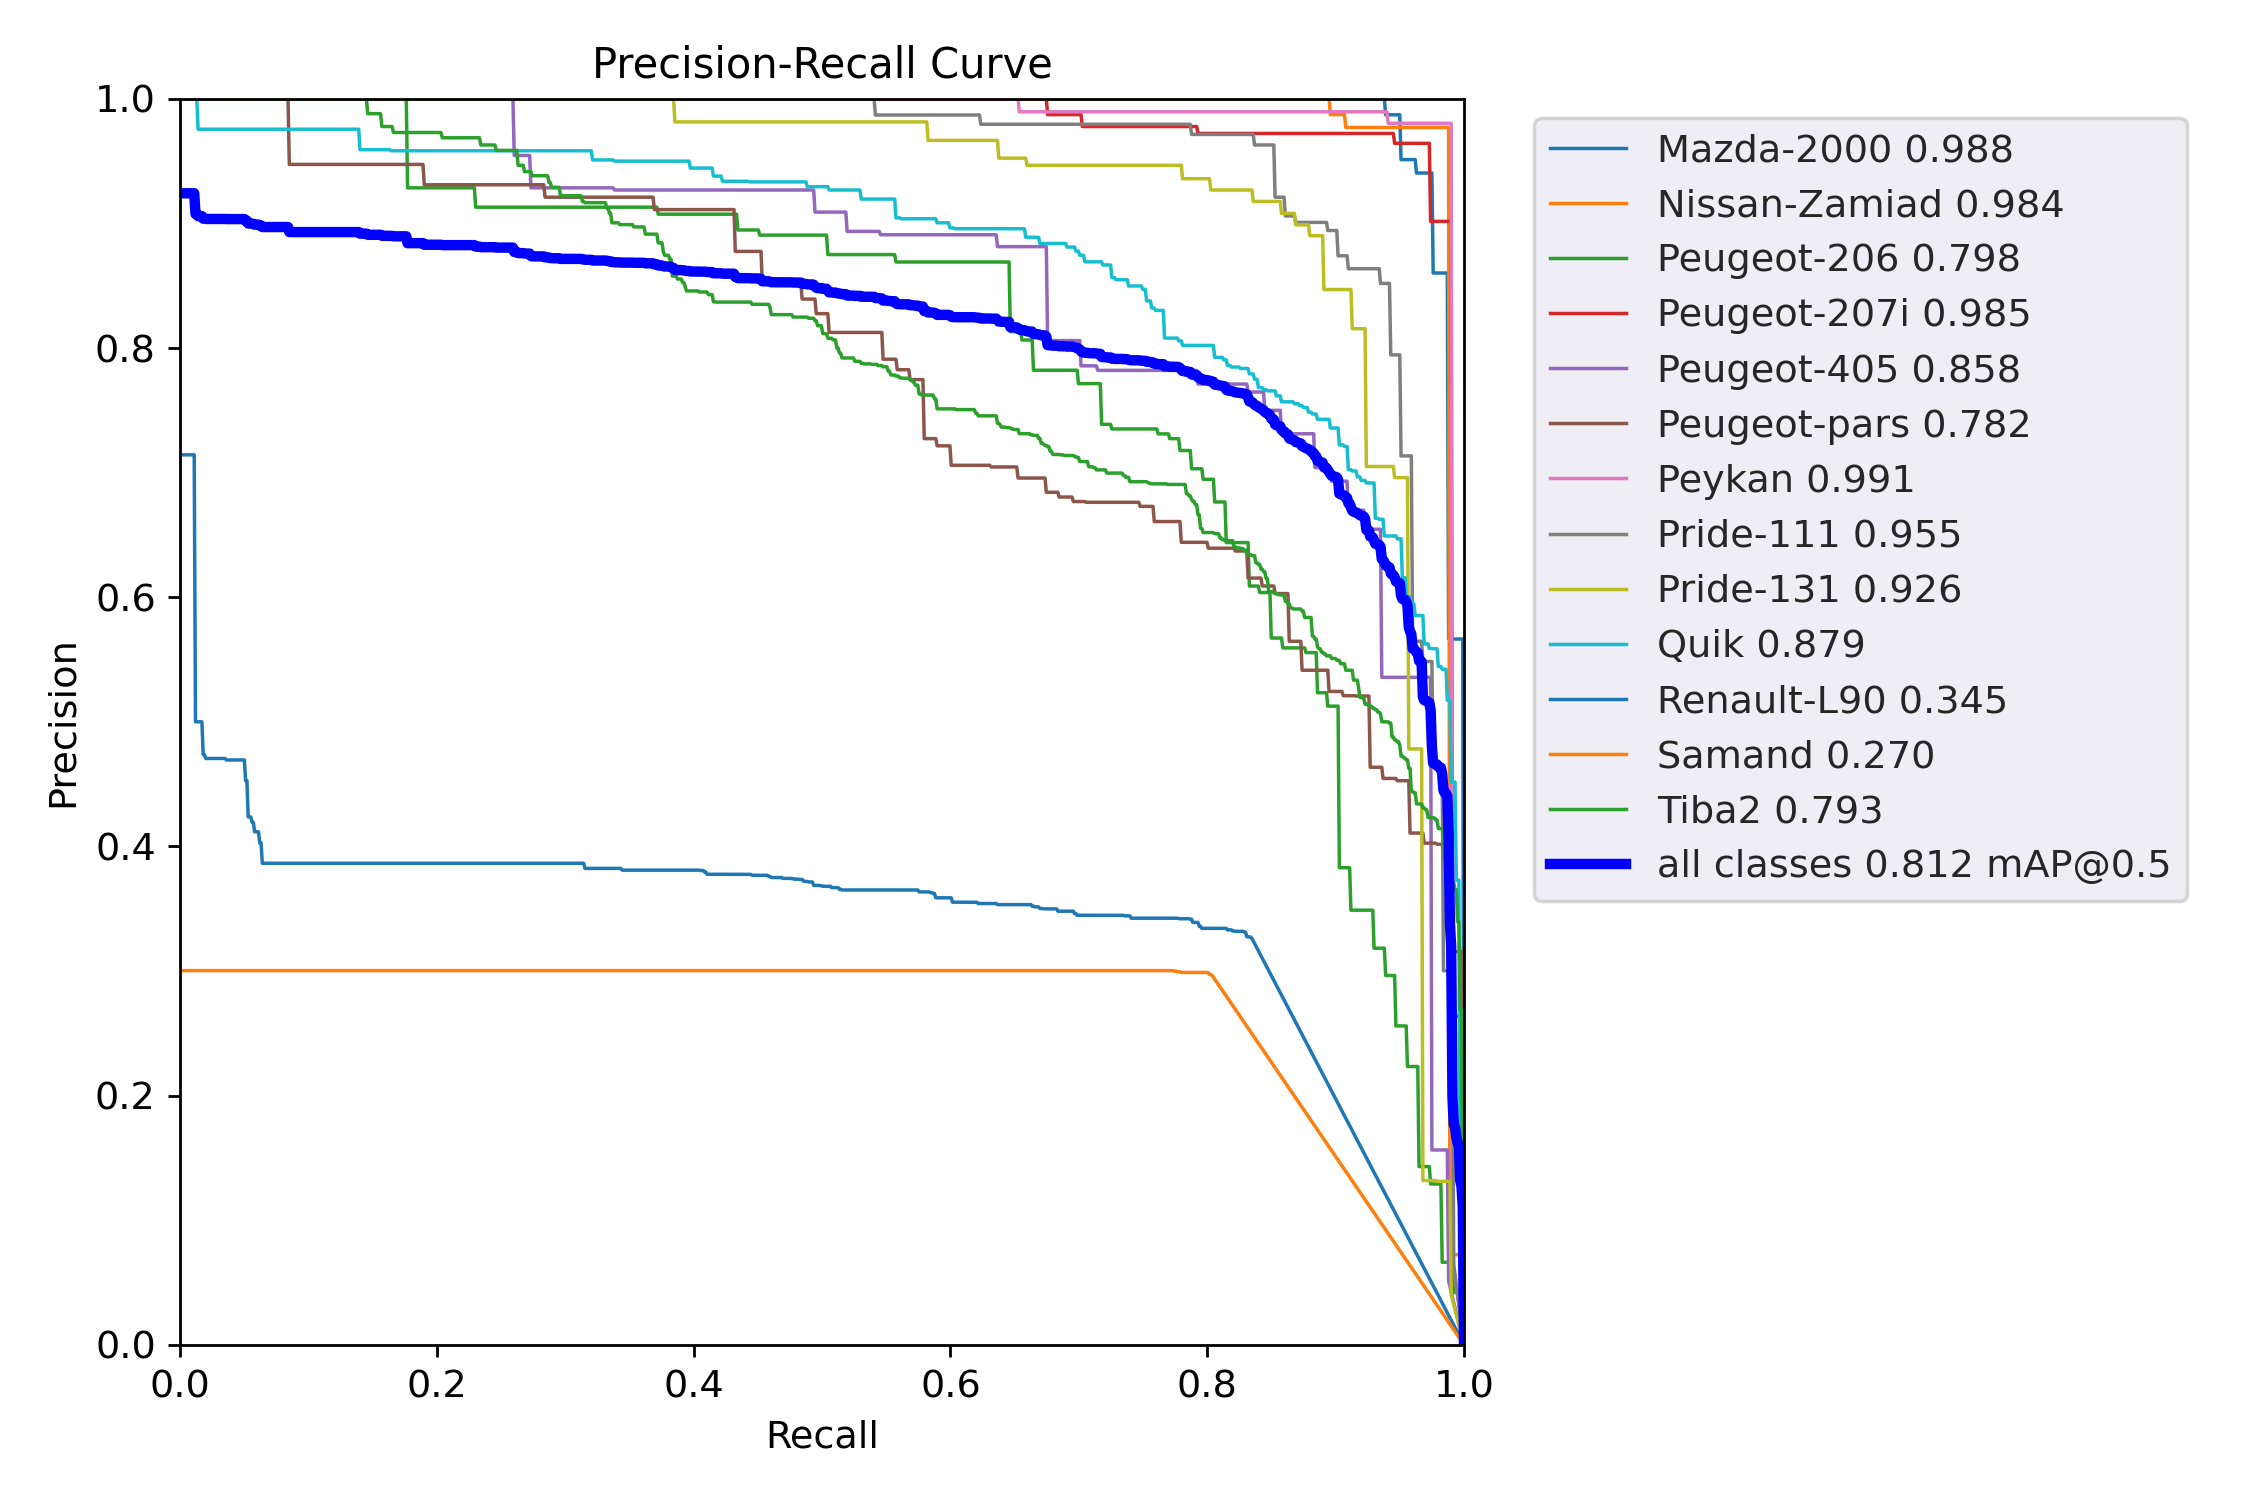 Precision-Recall Curve
1.0
0.8
0.6
0.4
0.2
0.0
Precision
0.0 0.2 0.4 0.6 0.8 1.0
Recall
Mazda-2000 0.988
Nissan-Zamiad 0.984
Peugeot-206 0.798
Peugeot-207i 0.985
Peugeot-405 0.858
Peugeot-pars 0.782
Peykan 0.991
Pride-111 0.955
Pride-131 0.926
Quik 0.879
Renault-L90 0.345
Samand 0.270
Tiba2 0.793
all classes 0.812 mAP@0.5